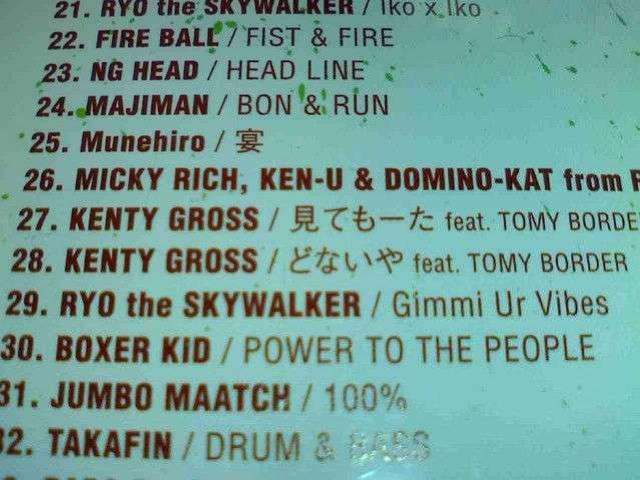 21. RYO the SKYWALKER / Iko x Iko
22. FIRE BALL / FIST & FIRE
23. NG HEAD / HEAD LINE
24. MAJIMAN / BON & RUN
25. Munehiro / 宴
26. MICKY RICH, KEN-U & DOMINO-KAT from
27. KENTY GROSS / 見てもーた feat. TOMY BORDE
28. KENTY GROSS / どないや feat. TOMY BORDER
29. RYO the SKYWALKER / Gimmi Ur Vibes
30. BOXER KID / POWER TO THE PEOPLE
31. JUMBO MAATCH / 100%
32. TAKAFIN / DRUM & BASS